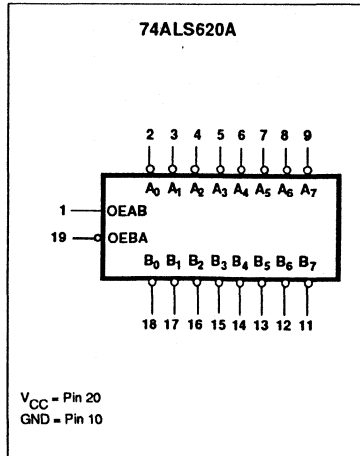 74ALS620A
2 3 4 5 6 7 8 9
A0 A1 A2 A3 A4 A5 A6 A7
1 OEAB
19 OEBA
B0 B1 B2 B3 B4 B5 B6 B7
18 17 16 15 14 13 12 11
VCC = Pin 20
GND = Pin 10